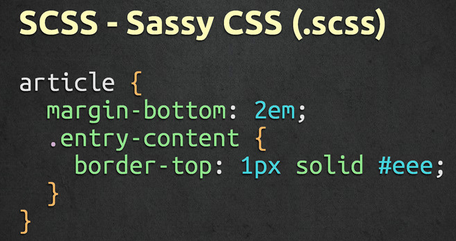 SCSS - Sassy CSS (.scss)
article {
  margin-bottom: 2em;
  .entry-content {
    border-top: 1px solid #eee;
  }
}